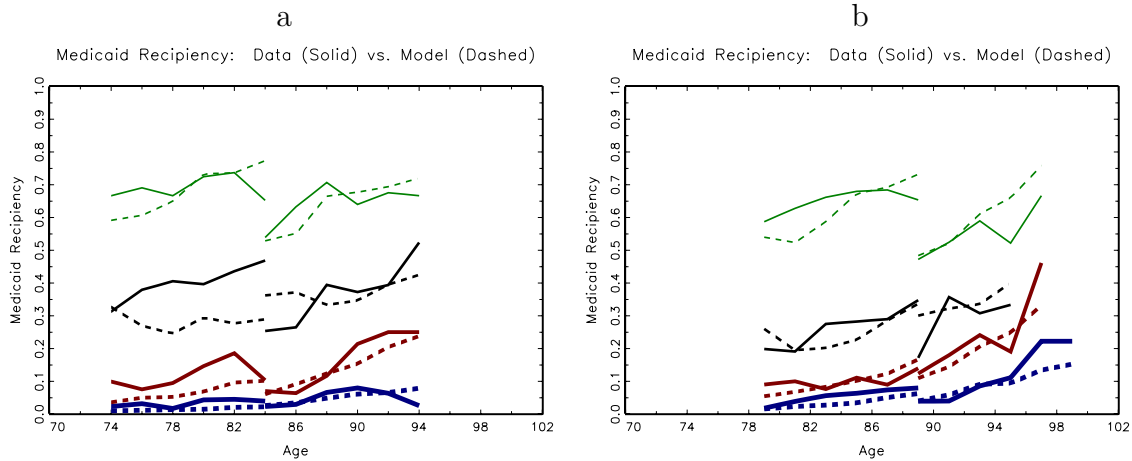 a
Medicaid Recipiency: Data (Solid) vs. Model (Dashed)
Medicaid Recipiency
1.0
0.9
0.8
0.7
0.6
0.5
0.4
0.3
0.2
0.1
0.0
70 74 78 82 86 90 94 98 102
Age
b
Medicaid Recipiency: Data (Solid) vs. Model (Dashed)
Medicaid Recipiency
1.0
0.9
0.8
0.7
0.6
0.5
0.4
0.3
0.2
0.1
0.0
70 74 78 82 86 90 94 98 102
Age